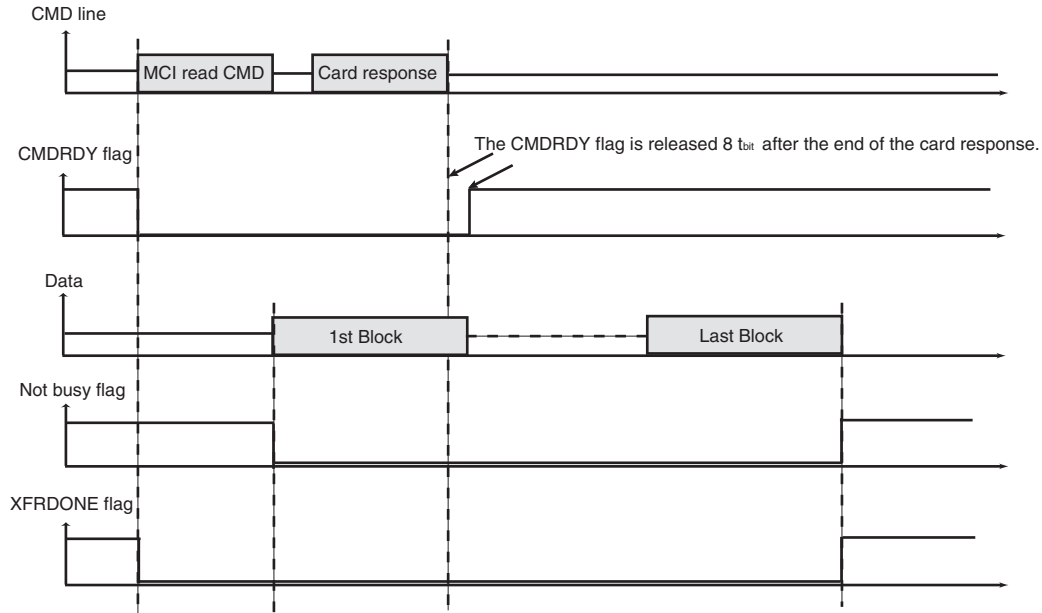 CMD line
MCI read CMD
Card response
The CMDRDY flag is released 8 tbit after the end of the card response.
CMDRDY flag
Data
1st Block
Last Block
Not busy flag
XFRDONE flag